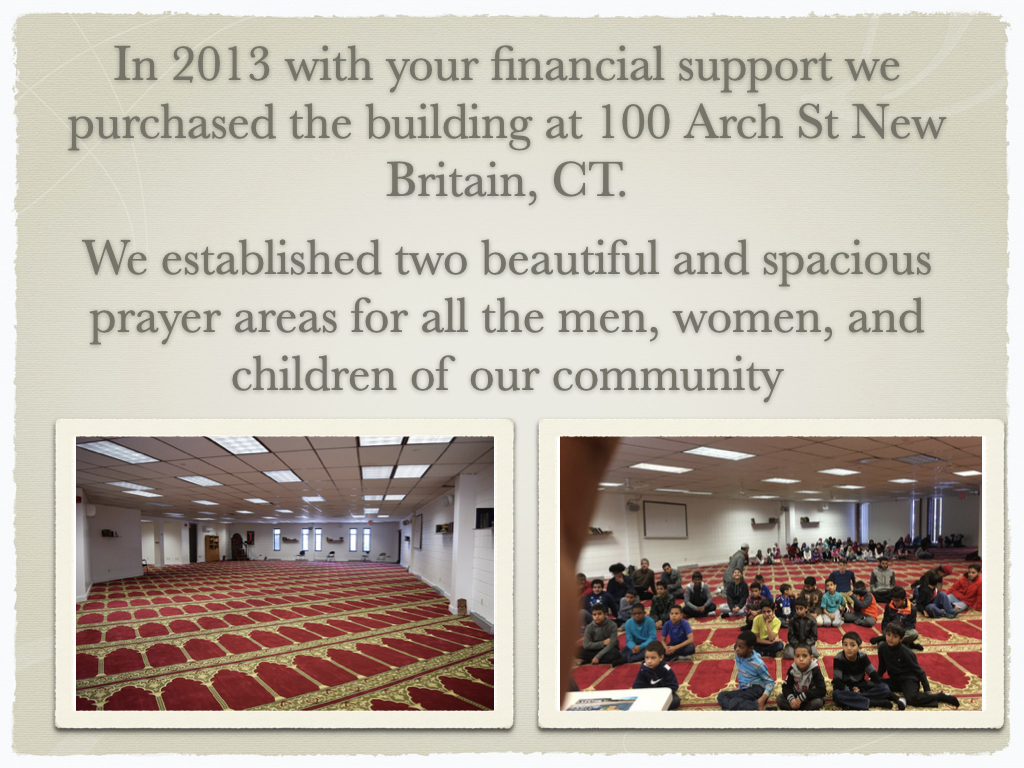 In 2013 with your financial support we
purchased the building at 100 Arch St New
Britain, CT.
We established two beautiful and spacious
prayer areas for all the men, women, and
children of our community